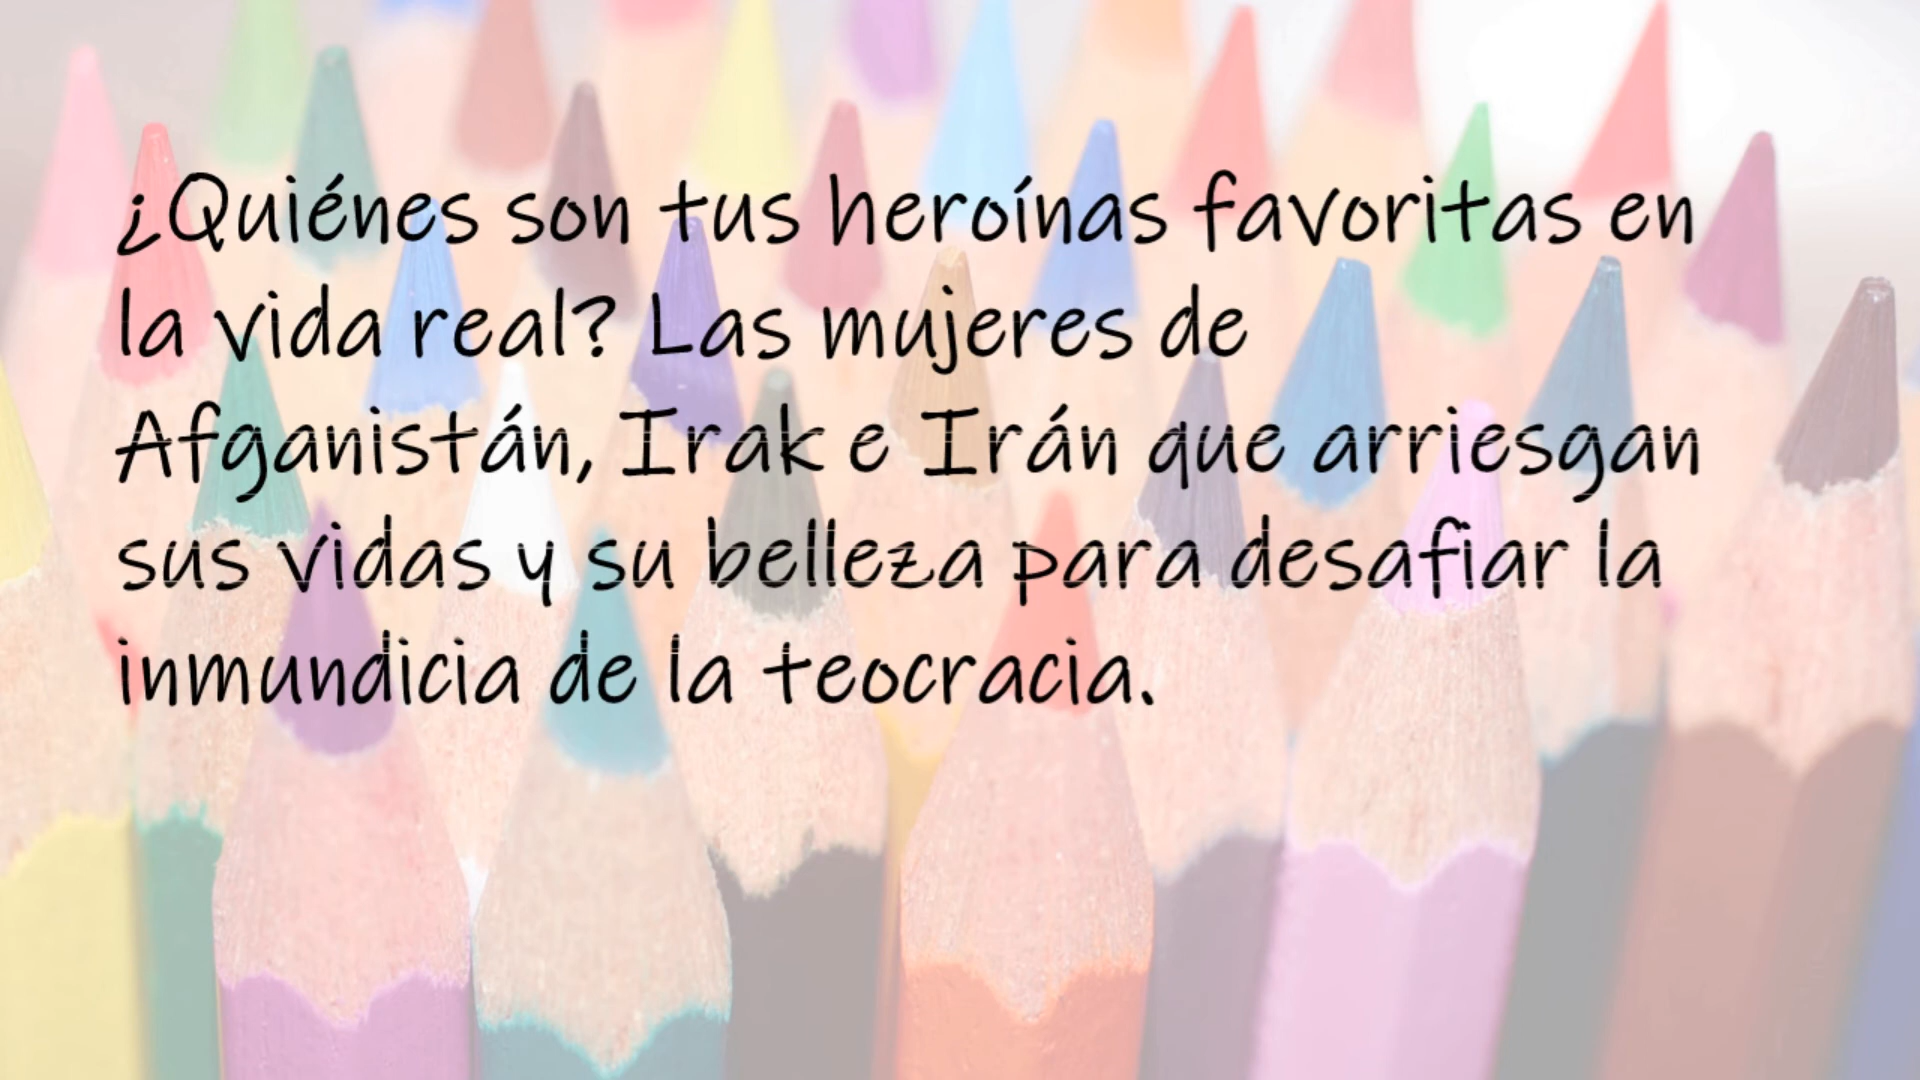 ¿Quiénes son tus heroínas favoritas en
la vida real? Las mujeres de
Afganistán, Irak e Irán que arriesgan
sus vidas y su belleza para desafiar la
inmundicia de la teocracia.